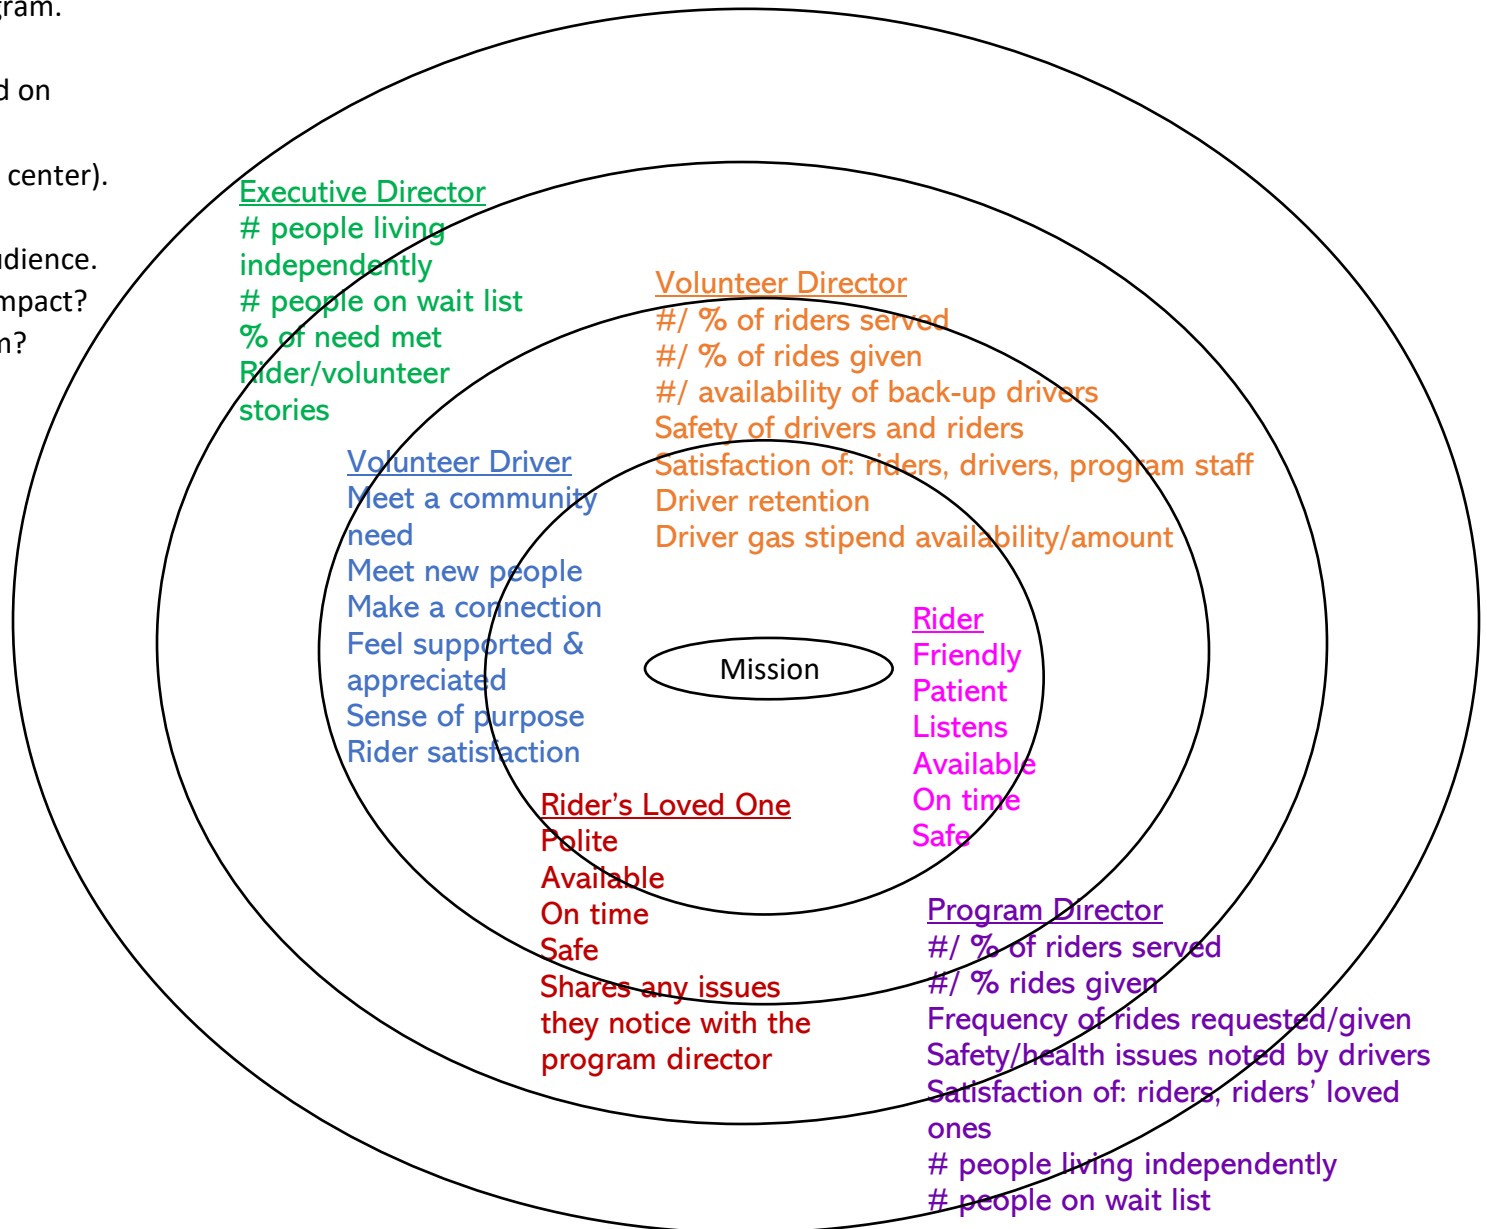 gram.
d on
center).
udience.
mpact?
m?
Executive Director
# people living
independently
# people on wait list
% of need met
Rider/volunteer
stories
Volunteer Director
#/ % of riders served
#/ % of rides given
#/ availability of back-up drivers
Safety of drivers and riders
Satisfaction of: riders, drivers, program staff
Driver retention
Driver gas stipend availability/amount
Volunteer Driver
Meet a community
need
Meet new people
Make a connection
Feel supported &
appreciated
Sense of purpose
Rider satisfaction
Mission
Rider
Friendly
Patient
Listens
Available
On time
Safe
Rider’s Loved One
Polite
Available
On time
Safe
Shares any issues
they notice with the
program director
Program Director
#/ % of riders served
#/ % rides given
Frequency of rides requested/given
Safety/health issues noted by drivers
Satisfaction of: riders, riders’ loved
ones
# people living independently
# people on wait list